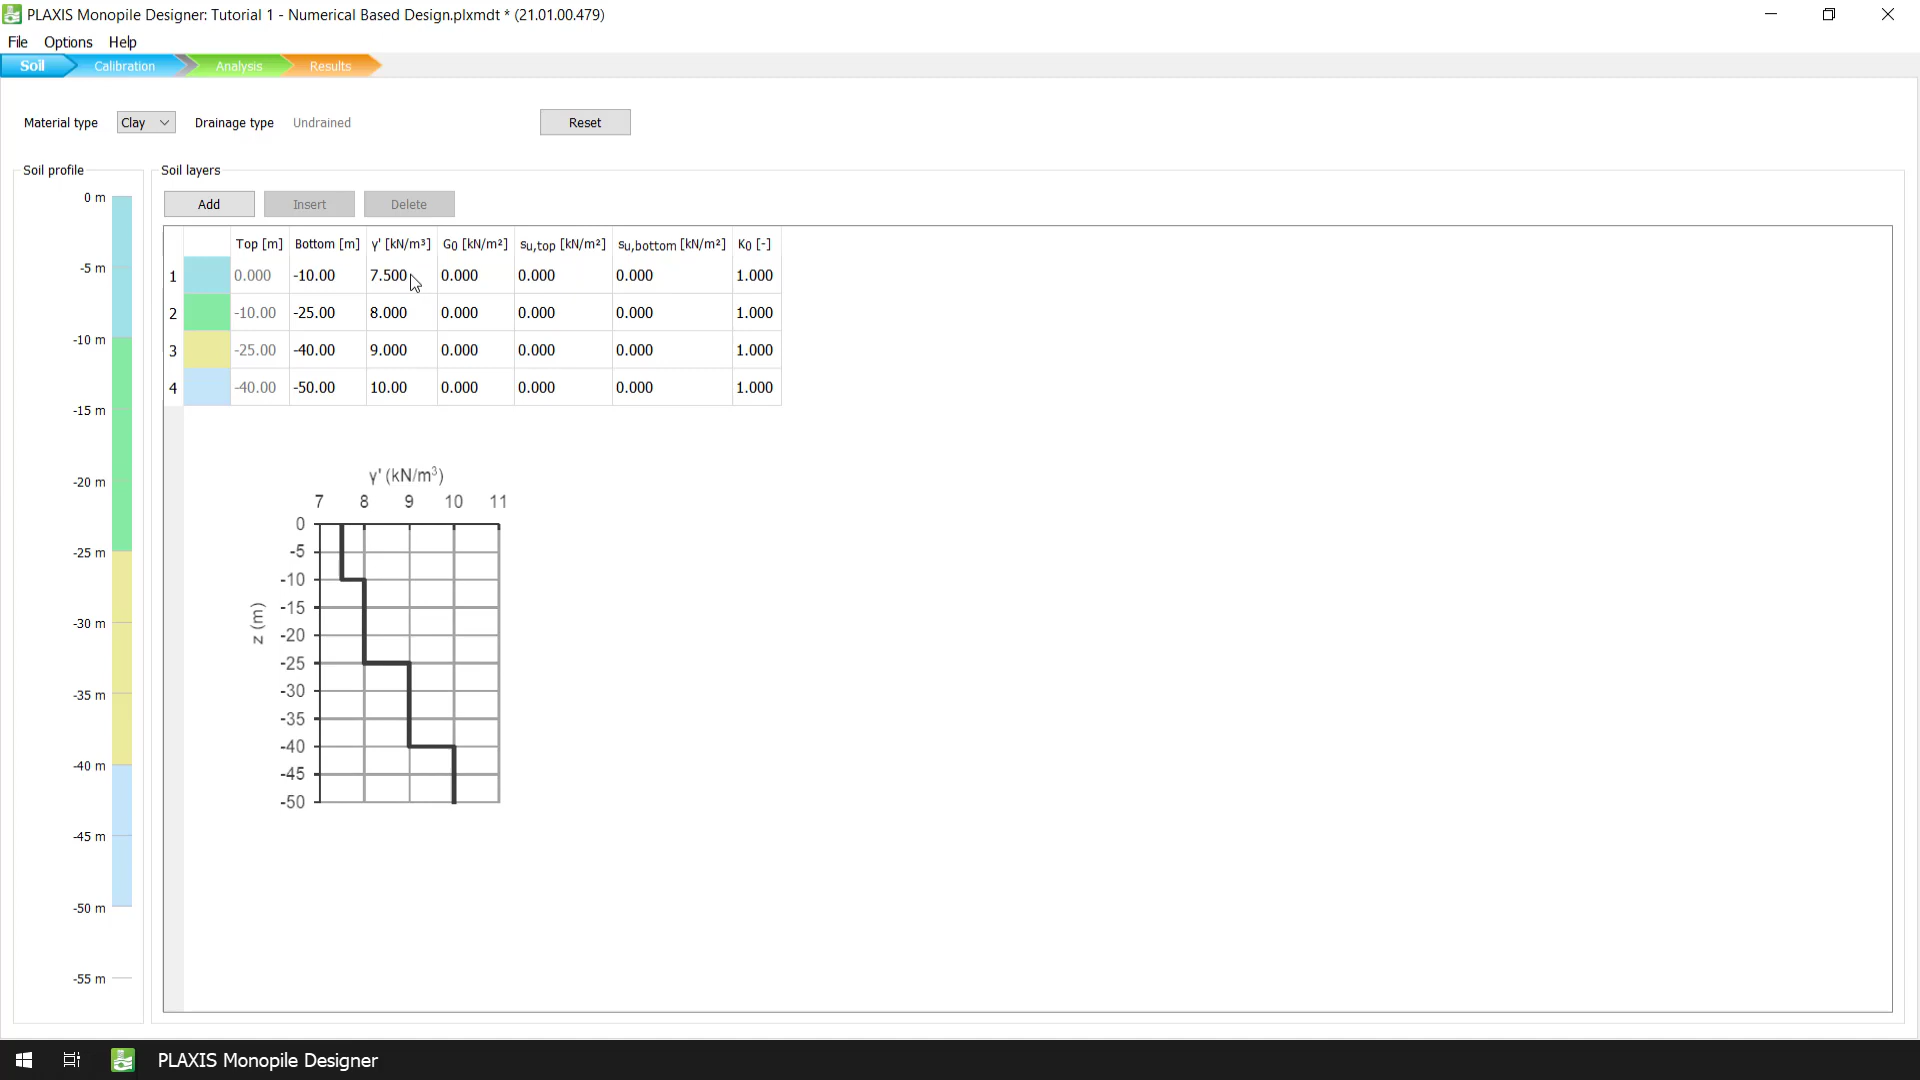 PLAXIS Monopile Designer: Tutorial 1 - Numerical Based Design.plxmdt * (21.01.00.479)
File Options Help
Soil Calibration Analysis Results
Material type Clay Drainage type Undrained Reset
Soil profile
0 m
-5 m
-10 m
-15 m
-20 m
-25 m
-30 m
-35 m
-40 m
-45 m
-50 m
-55 m
Soil layers
Add Insert Delete
Top [m] Bottom [m] γ' [kN/m³] G₀ [kN/m²] su,top [kN/m²] su,bottom [kN/m²] K₀ [-]
1 0.000 -10.00 7.500 0.000 0.000 0.000 1.000
2 -10.00 -25.00 8.000 0.000 0.000 0.000 1.000
3 -25.00 -40.00 9.000 0.000 0.000 0.000 1.000
4 -40.00 -50.00 10.00 0.000 0.000 0.000 1.000
γ' (kN/m³)
7 8 9 10 11
0
-5
-10
-15
-20
-25
-30
-35
-40
-45
-50
z (m)
PLAXIS Monopile Designer